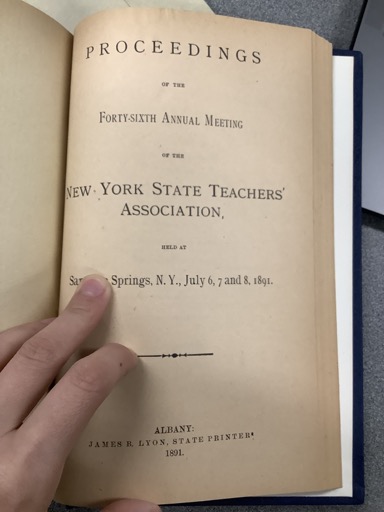 PROCEEDINGS
OF THE
FORTY-SIXTH ANNUAL MEETING
OF THE
NEW YORK STATE TEACHERS'
ASSOCIATION,
HELD AT
Springs, N. Y., July 6, 7 and 8, 1891.
ALBANY:
JAMES B. LYON, STATE PRINTER.
1891.